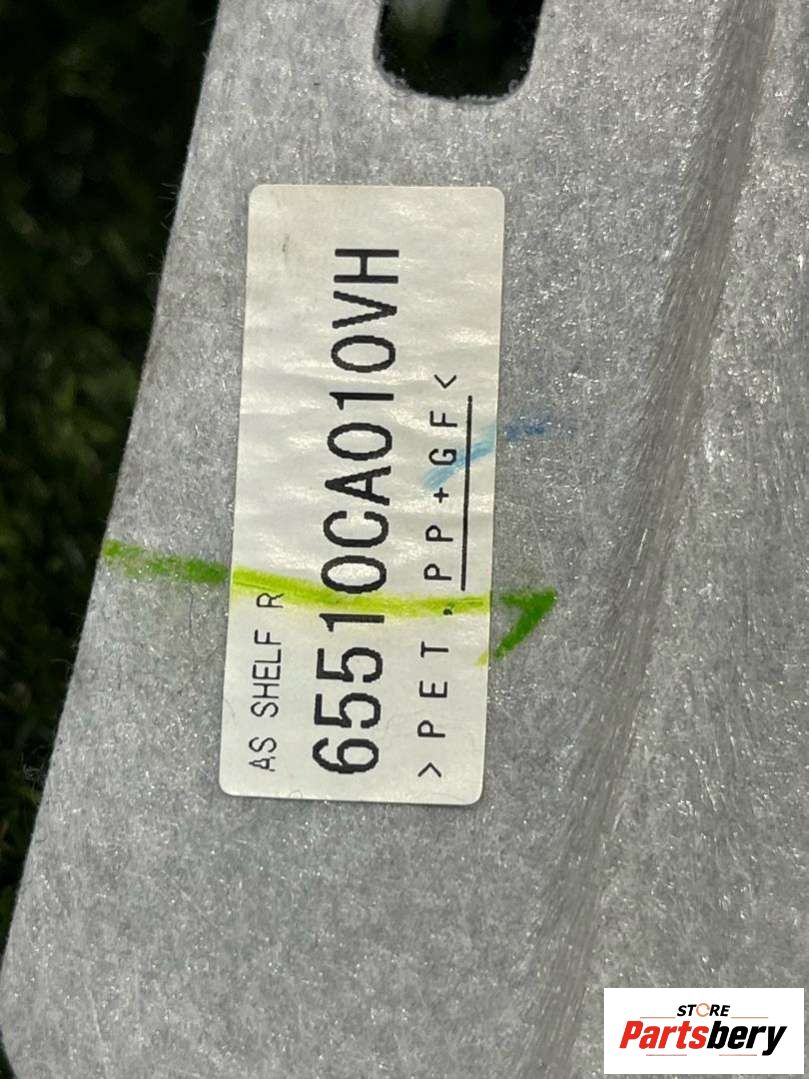 AS SHELF R
65510CA010VH
>PET,PP+GF<
STORE
Partsbery